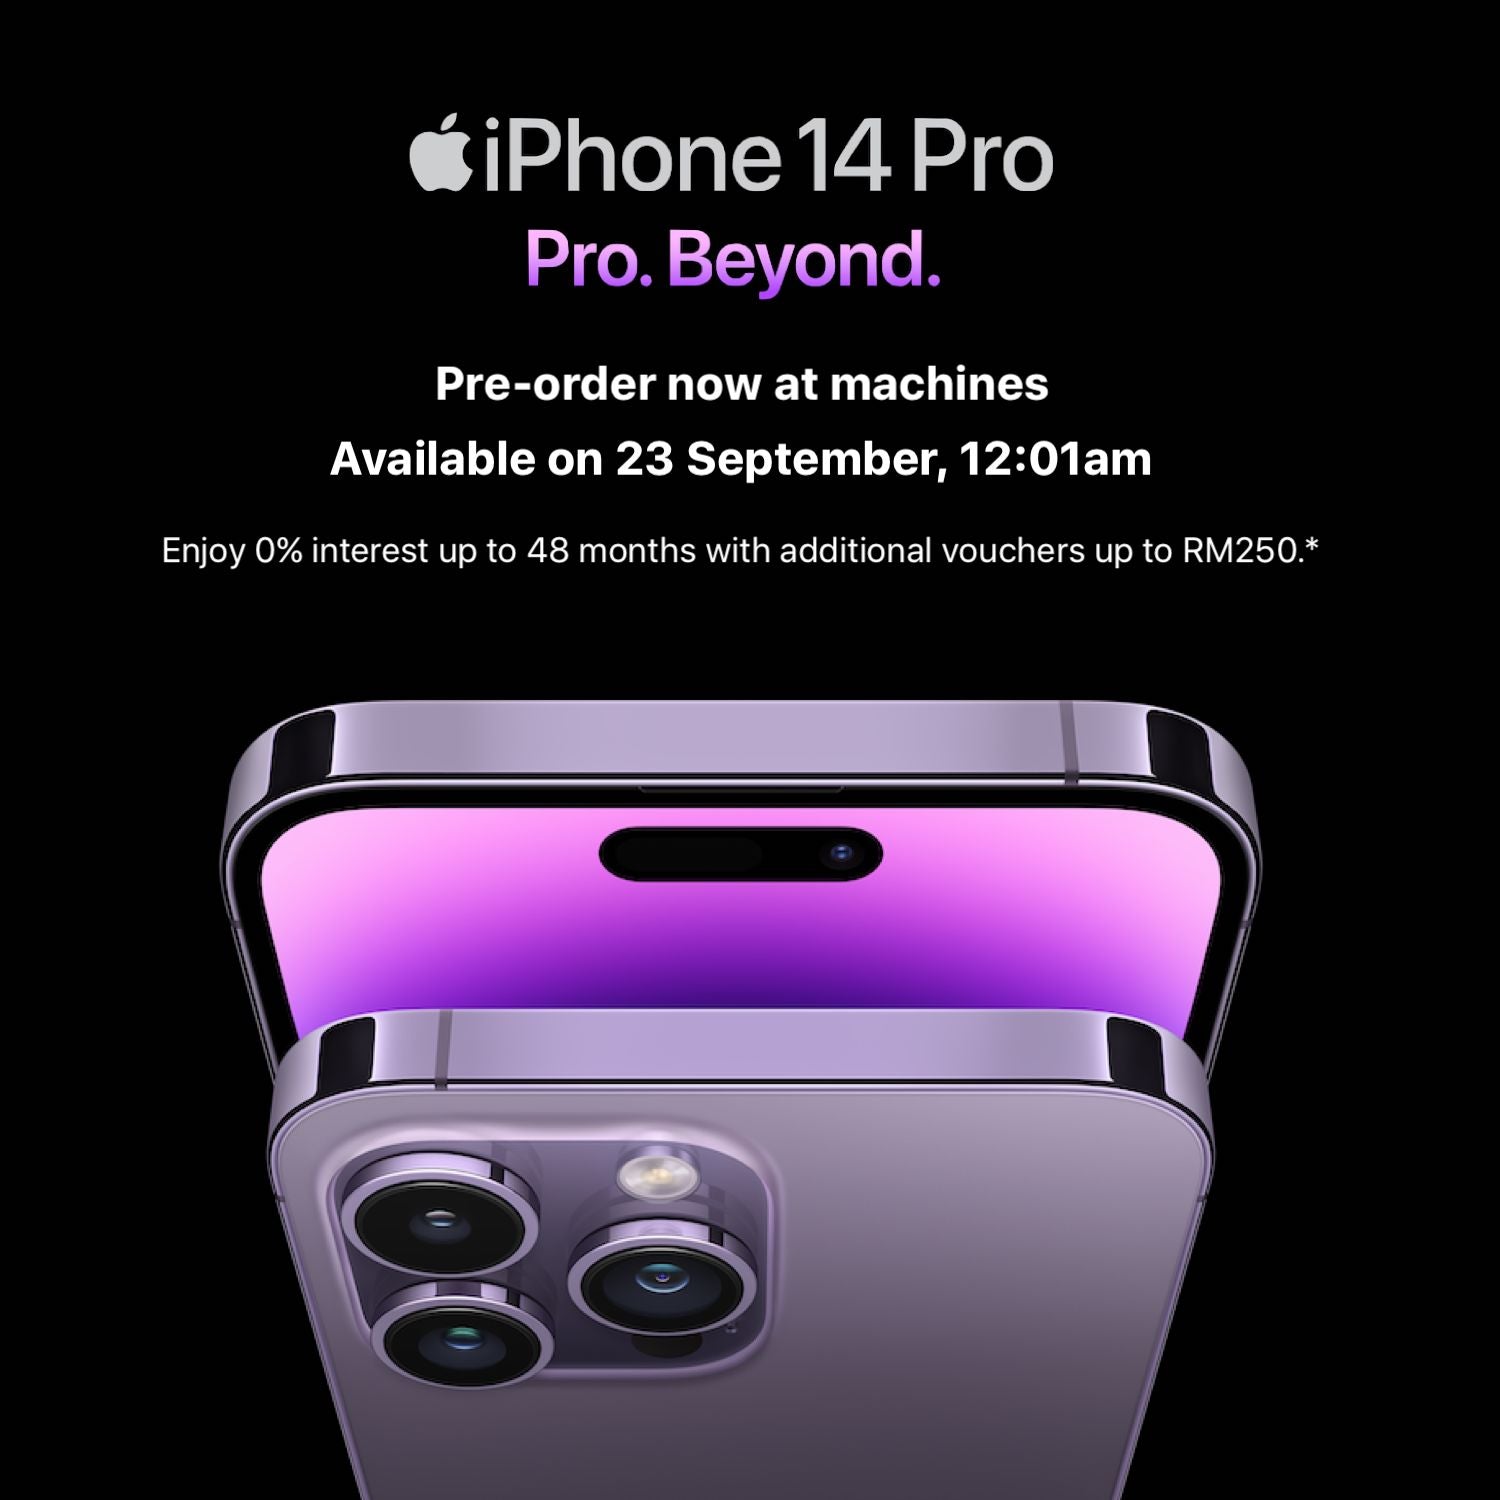 iPhone 14 Pro
Pro. Beyond.
Pre-order now at machines
Available on 23 September, 12:01am
Enjoy 0% interest up to 48 months with additional vouchers up to RM250.*